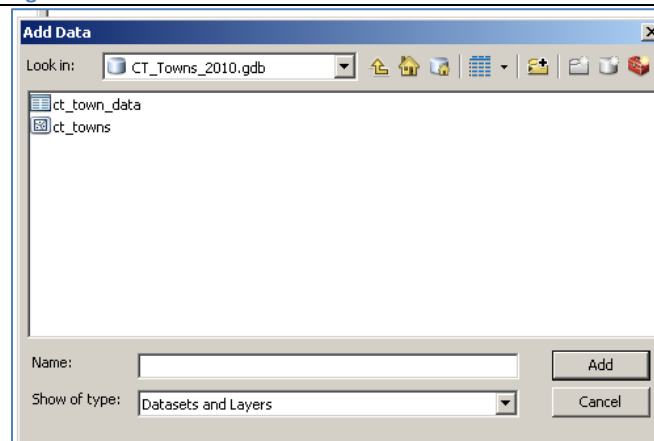 Add Data
Look in: CT_Towns_2010.gdb
ct_town_data
ct_towns
Name: Add
Show of type: Datasets and Layers Cancel